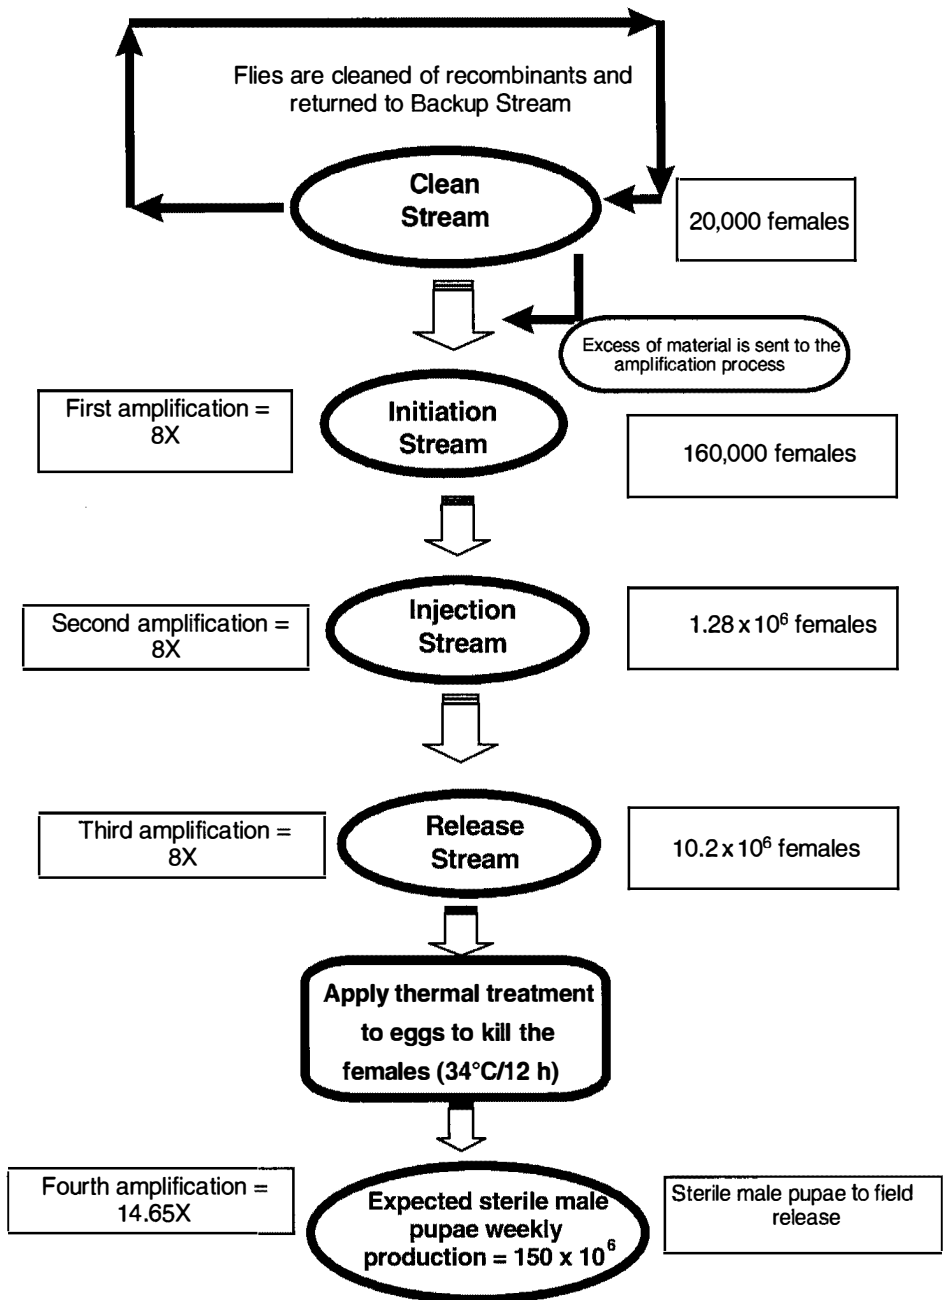 Flies are cleaned of recombinants and
returned to Backup Stream
Clean
Stream
20,000 females
Excess of material is sent to the
amplification process
First amplification =
8X
Initiation
Stream
160,000 females
Second amplification =
8X
Injection
Stream
1.28 x 10⁶ females
Third amplification =
8X
Release
Stream
10.2 x 10⁶ females
Apply thermal treatment
to eggs to kill the
females (34°C/12 h)
Fourth amplification =
14.65X
Expected sterile male
pupae weekly
production = 150 x 10⁶
Sterile male pupae to field
release